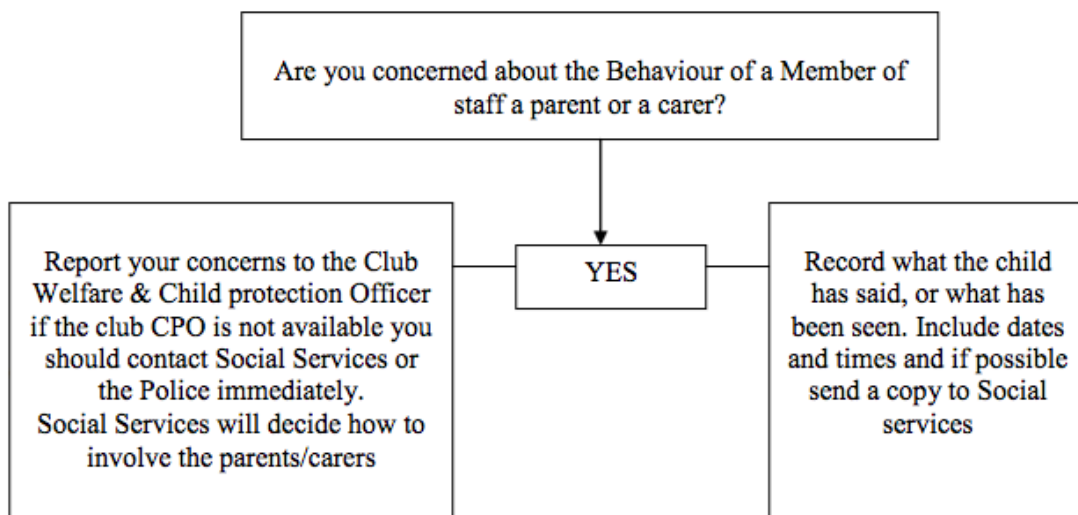 Are you concerned about the Behaviour of a Member of
staff a parent or a carer?
YES
Report your concerns to the Club
Welfare & Child protection Officer
if the club CPO is not available you
should contact Social Services or
the Police immediately.
Social Services will decide how to
involve the parents/carers
Record what the child
has said, or what has
been seen. Include dates
and times and if possible
send a copy to Social
services